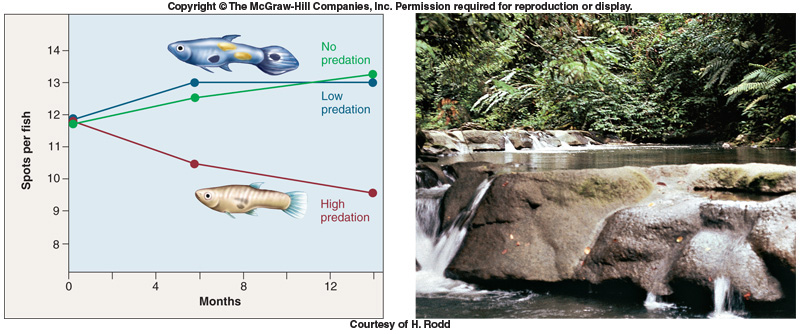 Copyright © The McGraw-Hill Companies, Inc. Permission required for reproduction or display.
14
13
12
11
10
9
8
Spots per fish
No
predation
Low
predation
High
predation
0
4
8
12
Months
Courtesy of H. Rodd